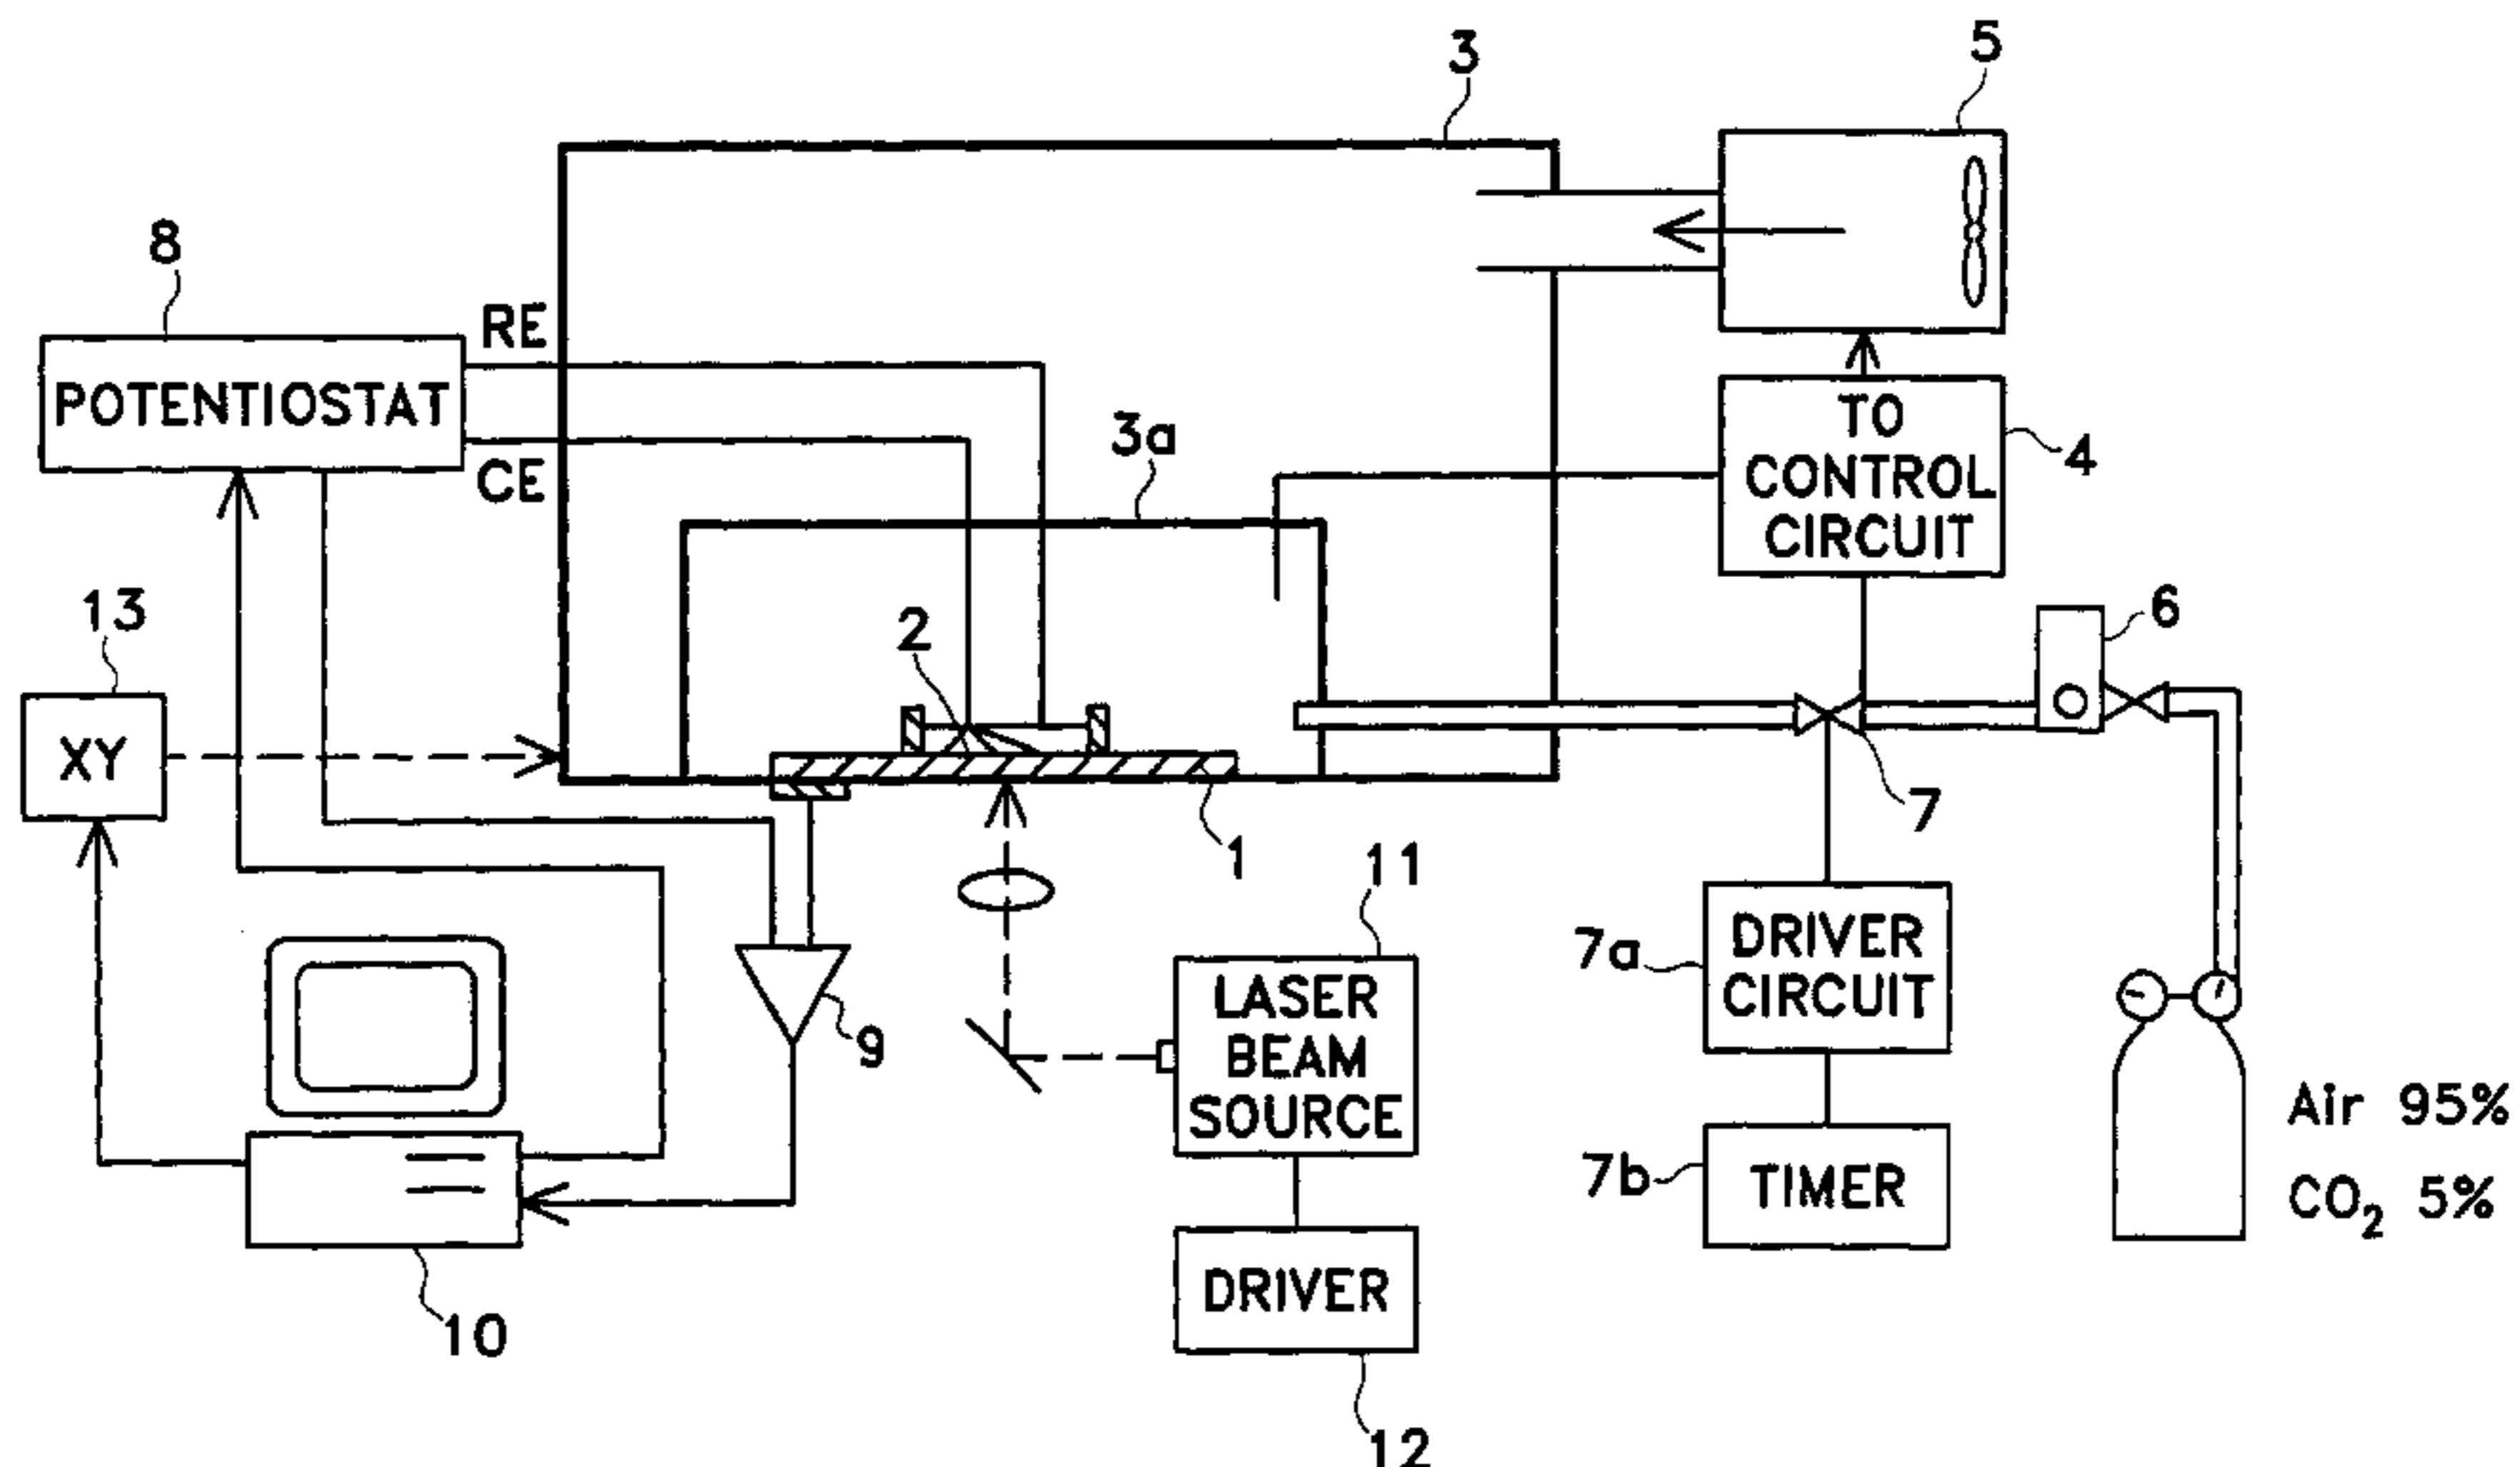 3
5
8
RE
POTENTIOSTAT
CE
3a
TO
CONTROL
CIRCUIT
4
13
2
6
XY
7
1
11
7a
DRIVER
CIRCUIT
LASER
BEAM
SOURCE
9
Air 95%
CO₂ 5%
7b
TIMER
DRIVER
10
12